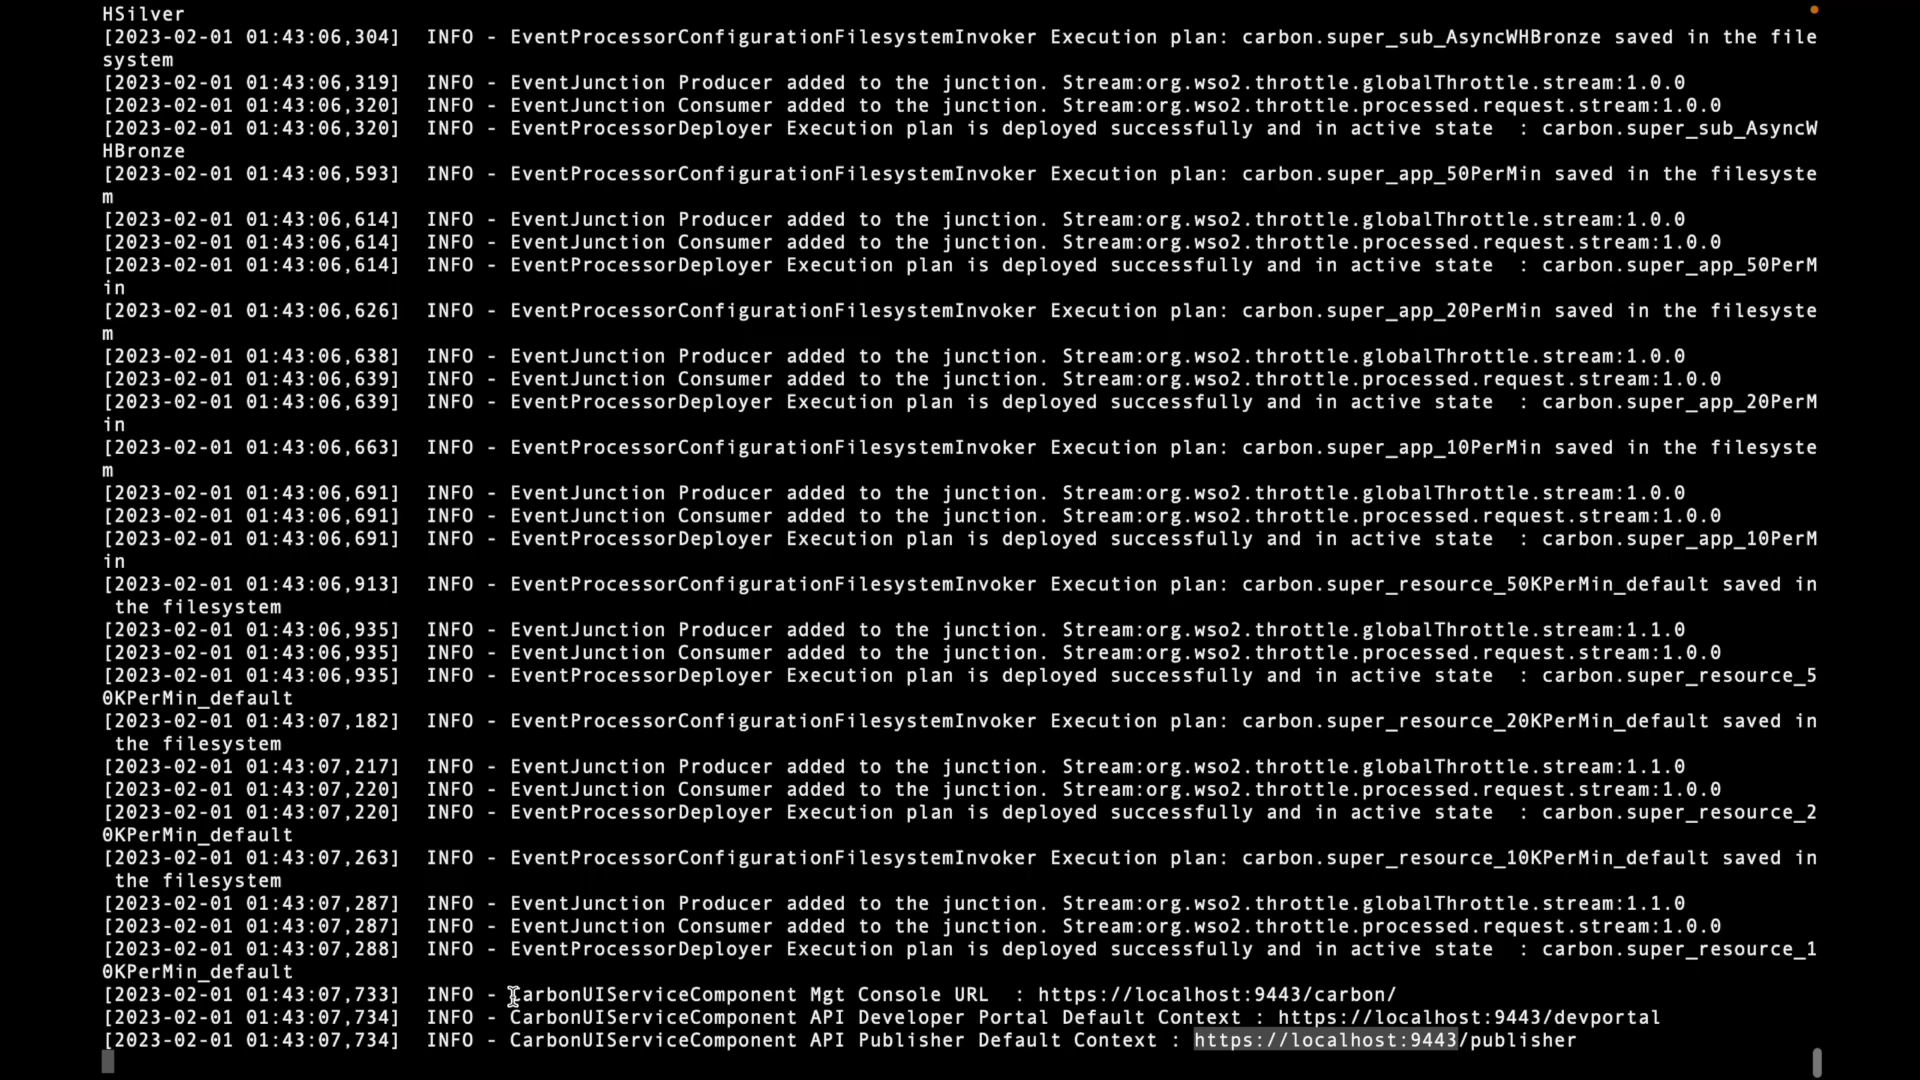 HSilver
[2023-02-01 01:43:06,304]  INFO - EventProcessorConfigurationFilesystemInvoker Execution plan: carbon.super_sub_AsyncWHBronze saved in the file
system
[2023-02-01 01:43:06,319]  INFO - EventJunction Producer added to the junction. Stream:org.wso2.throttle.globalThrottle.stream:1.0.0
[2023-02-01 01:43:06,320]  INFO - EventJunction Consumer added to the junction. Stream:org.wso2.throttle.processed.request.stream:1.0.0
[2023-02-01 01:43:06,320]  INFO - EventProcessorDeployer Execution plan is deployed successfully and in active state  : carbon.super_sub_AsyncW
HBronze
[2023-02-01 01:43:06,593]  INFO - EventProcessorConfigurationFilesystemInvoker Execution plan: carbon.super_app_50PerMin saved in the filesyste
m
[2023-02-01 01:43:06,614]  INFO - EventJunction Producer added to the junction. Stream:org.wso2.throttle.globalThrottle.stream:1.0.0
[2023-02-01 01:43:06,614]  INFO - EventJunction Consumer added to the junction. Stream:org.wso2.throttle.processed.request.stream:1.0.0
[2023-02-01 01:43:06,614]  INFO - EventProcessorDeployer Execution plan is deployed successfully and in active state  : carbon.super_app_50PerM
in
[2023-02-01 01:43:06,626]  INFO - EventProcessorConfigurationFilesystemInvoker Execution plan: carbon.super_app_20PerMin saved in the filesyste
m
[2023-02-01 01:43:06,638]  INFO - EventJunction Producer added to the junction. Stream:org.wso2.throttle.globalThrottle.stream:1.0.0
[2023-02-01 01:43:06,639]  INFO - EventJunction Consumer added to the junction. Stream:org.wso2.throttle.processed.request.stream:1.0.0
[2023-02-01 01:43:06,639]  INFO - EventProcessorDeployer Execution plan is deployed successfully and in active state  : carbon.super_app_20PerM
in
[2023-02-01 01:43:06,663]  INFO - EventProcessorConfigurationFilesystemInvoker Execution plan: carbon.super_app_10PerMin saved in the filesyste
m
[2023-02-01 01:43:06,691]  INFO - EventJunction Producer added to the junction. Stream:org.wso2.throttle.globalThrottle.stream:1.0.0
[2023-02-01 01:43:06,691]  INFO - EventJunction Consumer added to the junction. Stream:org.wso2.throttle.processed.request.stream:1.0.0
[2023-02-01 01:43:06,691]  INFO - EventProcessorDeployer Execution plan is deployed successfully and in active state  : carbon.super_app_10PerM
in
[2023-02-01 01:43:06,913]  INFO - EventProcessorConfigurationFilesystemInvoker Execution plan: carbon.super_resource_50KPerMin_default saved in
 the filesystem
[2023-02-01 01:43:06,935]  INFO - EventJunction Producer added to the junction. Stream:org.wso2.throttle.globalThrottle.stream:1.1.0
[2023-02-01 01:43:06,935]  INFO - EventJunction Consumer added to the junction. Stream:org.wso2.throttle.processed.request.stream:1.0.0
[2023-02-01 01:43:06,935]  INFO - EventProcessorDeployer Execution plan is deployed successfully and in active state  : carbon.super_resource_5
0KPerMin_default
[2023-02-01 01:43:07,182]  INFO - EventProcessorConfigurationFilesystemInvoker Execution plan: carbon.super_resource_20KPerMin_default saved in
 the filesystem
[2023-02-01 01:43:07,217]  INFO - EventJunction Producer added to the junction. Stream:org.wso2.throttle.globalThrottle.stream:1.1.0
[2023-02-01 01:43:07,220]  INFO - EventJunction Consumer added to the junction. Stream:org.wso2.throttle.processed.request.stream:1.0.0
[2023-02-01 01:43:07,220]  INFO - EventProcessorDeployer Execution plan is deployed successfully and in active state  : carbon.super_resource_2
0KPerMin_default
[2023-02-01 01:43:07,263]  INFO - EventProcessorConfigurationFilesystemInvoker Execution plan: carbon.super_resource_10KPerMin_default saved in
 the filesystem
[2023-02-01 01:43:07,287]  INFO - EventJunction Producer added to the junction. Stream:org.wso2.throttle.globalThrottle.stream:1.1.0
[2023-02-01 01:43:07,287]  INFO - EventJunction Consumer added to the junction. Stream:org.wso2.throttle.processed.request.stream:1.0.0
[2023-02-01 01:43:07,288]  INFO - EventProcessorDeployer Execution plan is deployed successfully and in active state  : carbon.super_resource_1
0KPerMin_default
[2023-02-01 01:43:07,733]  INFO - CarbonUIServiceComponent Mgt Console URL  : https://localhost:9443/carbon/
[2023-02-01 01:43:07,734]  INFO - CarbonUIServiceComponent API Developer Portal Default Context : https://localhost:9443/devportal
[2023-02-01 01:43:07,734]  INFO - CarbonUIServiceComponent API Publisher Default Context : https://localhost:9443/publisher